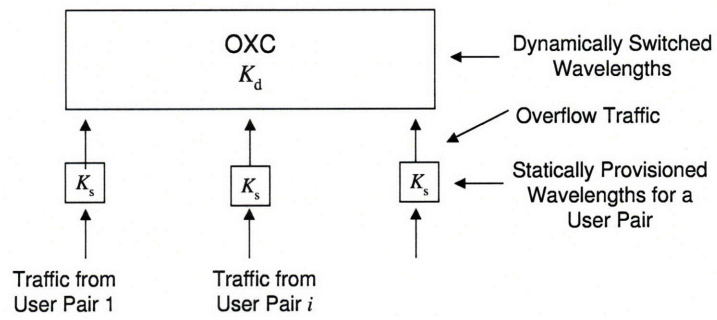 OXC
K_d
Dynamically Switched
Wavelengths
Overflow Traffic
K_s
K_s
K_s
Statically Provisioned
Wavelengths for a
User Pair
Traffic from
User Pair 1
Traffic from
User Pair i